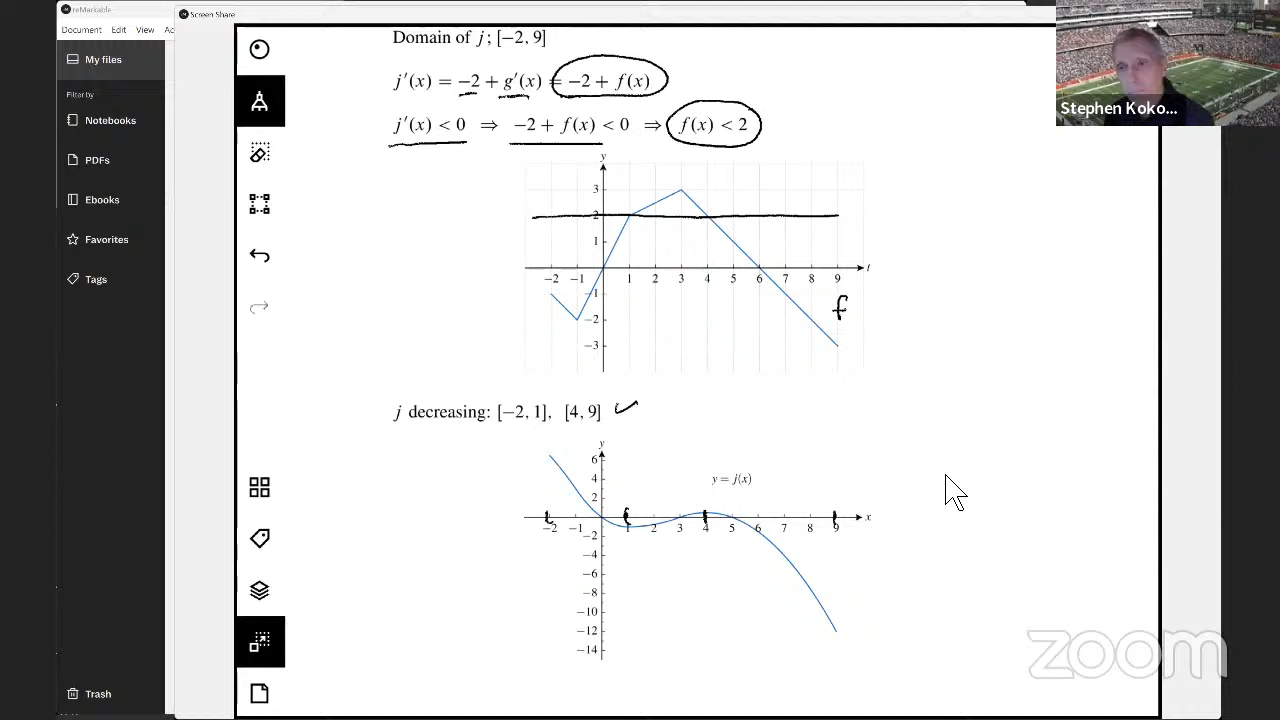 reMarkable
Screen Share
Document Edit View
My files
Filter by
Notebooks
PDFs
Ebooks
Favorites
Tags
Trash
Domain of j; [−2, 9]
j′(x) = −2 + g′(x) = −2 + f(x)
j′(x) < 0 ⇒ −2 + f(x) < 0 ⇒ f(x) < 2
y
3
2
1
−2 −1 1 2 3 4 5 6 7 8 9 t
−1
−2
−3
f
j decreasing: [−2, 1], [4, 9] ✓
y
6
4
2
y = j(x)
−2 −1 1 2 3 4 5 6 7 8 9 x
−2
−4
−6
−8
−10
−12
−14
Stephen Koko...
zoom